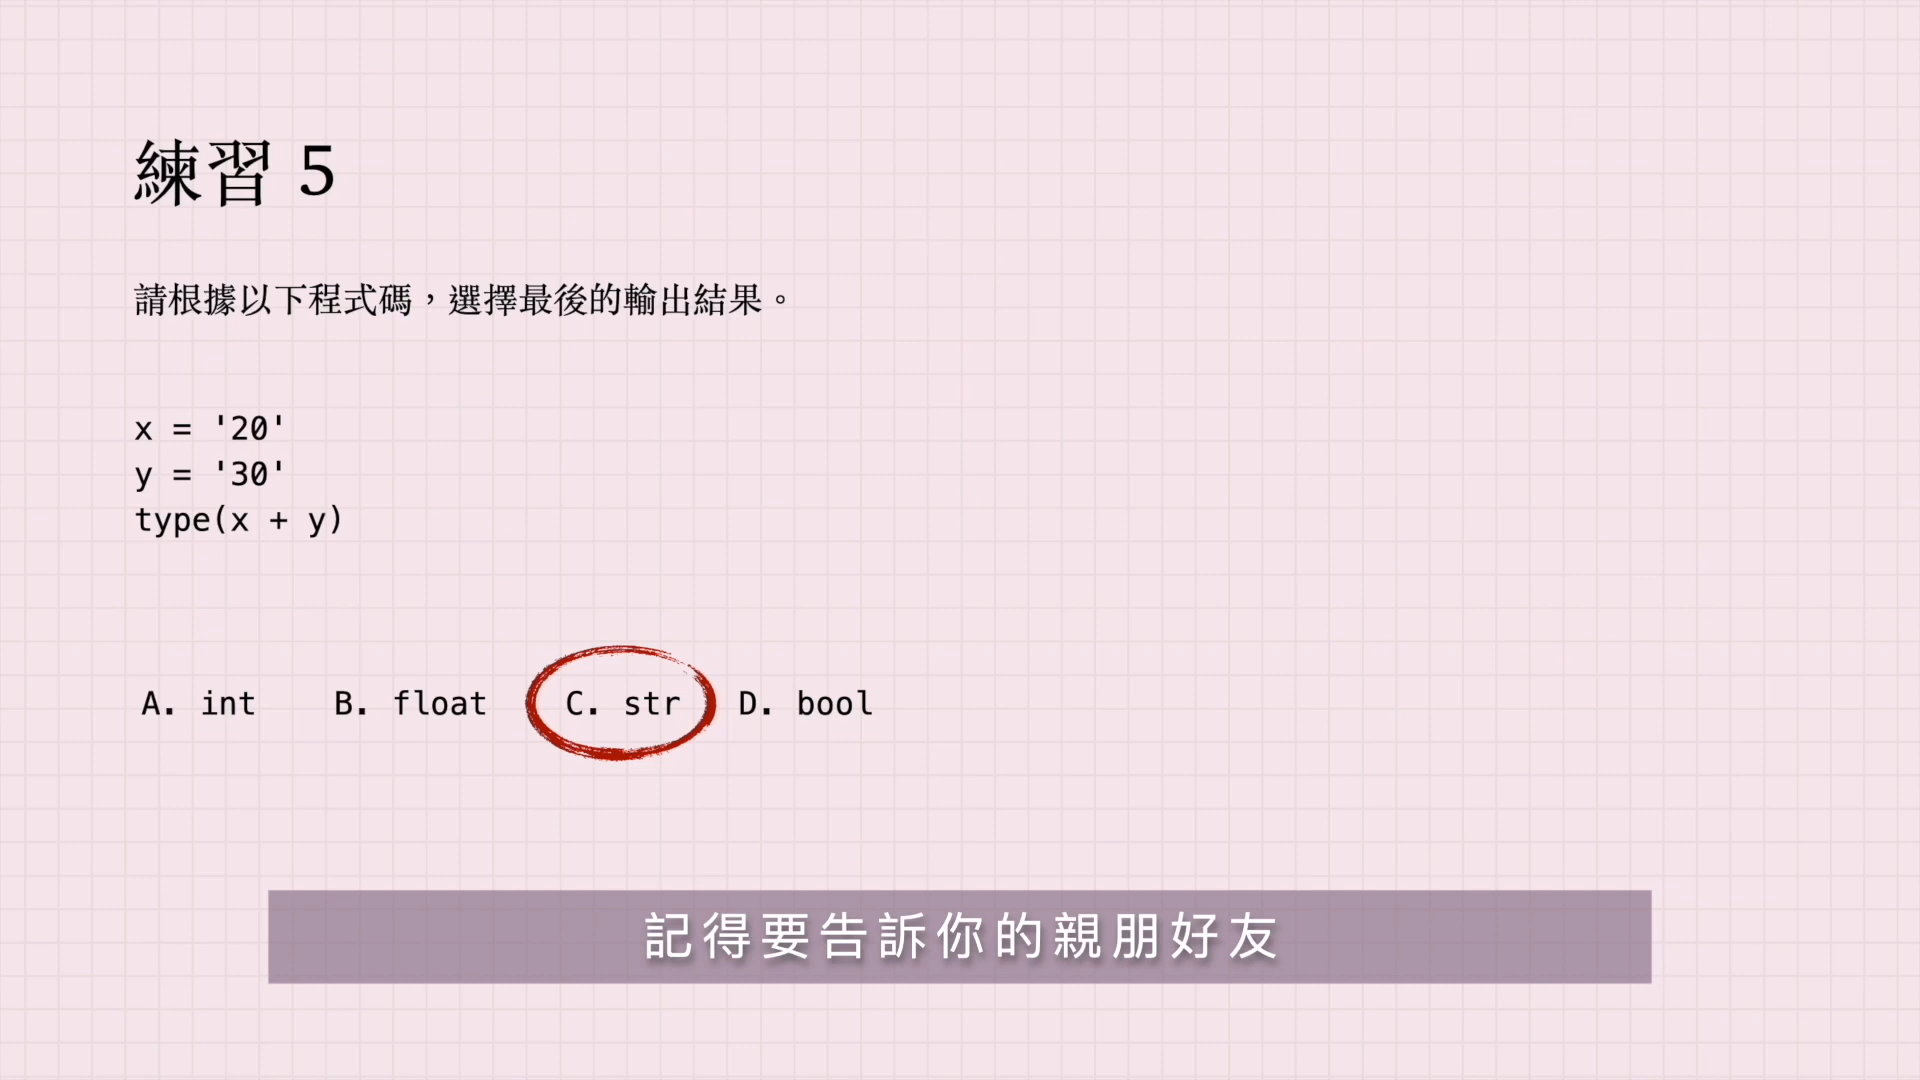 練習 5
請根據以下程式碼，選擇最後的輸出結果。
x = '20'
y = '30'
type(x + y)
A. int B. float C. str D. bool
記得要告訴你的親朋好友